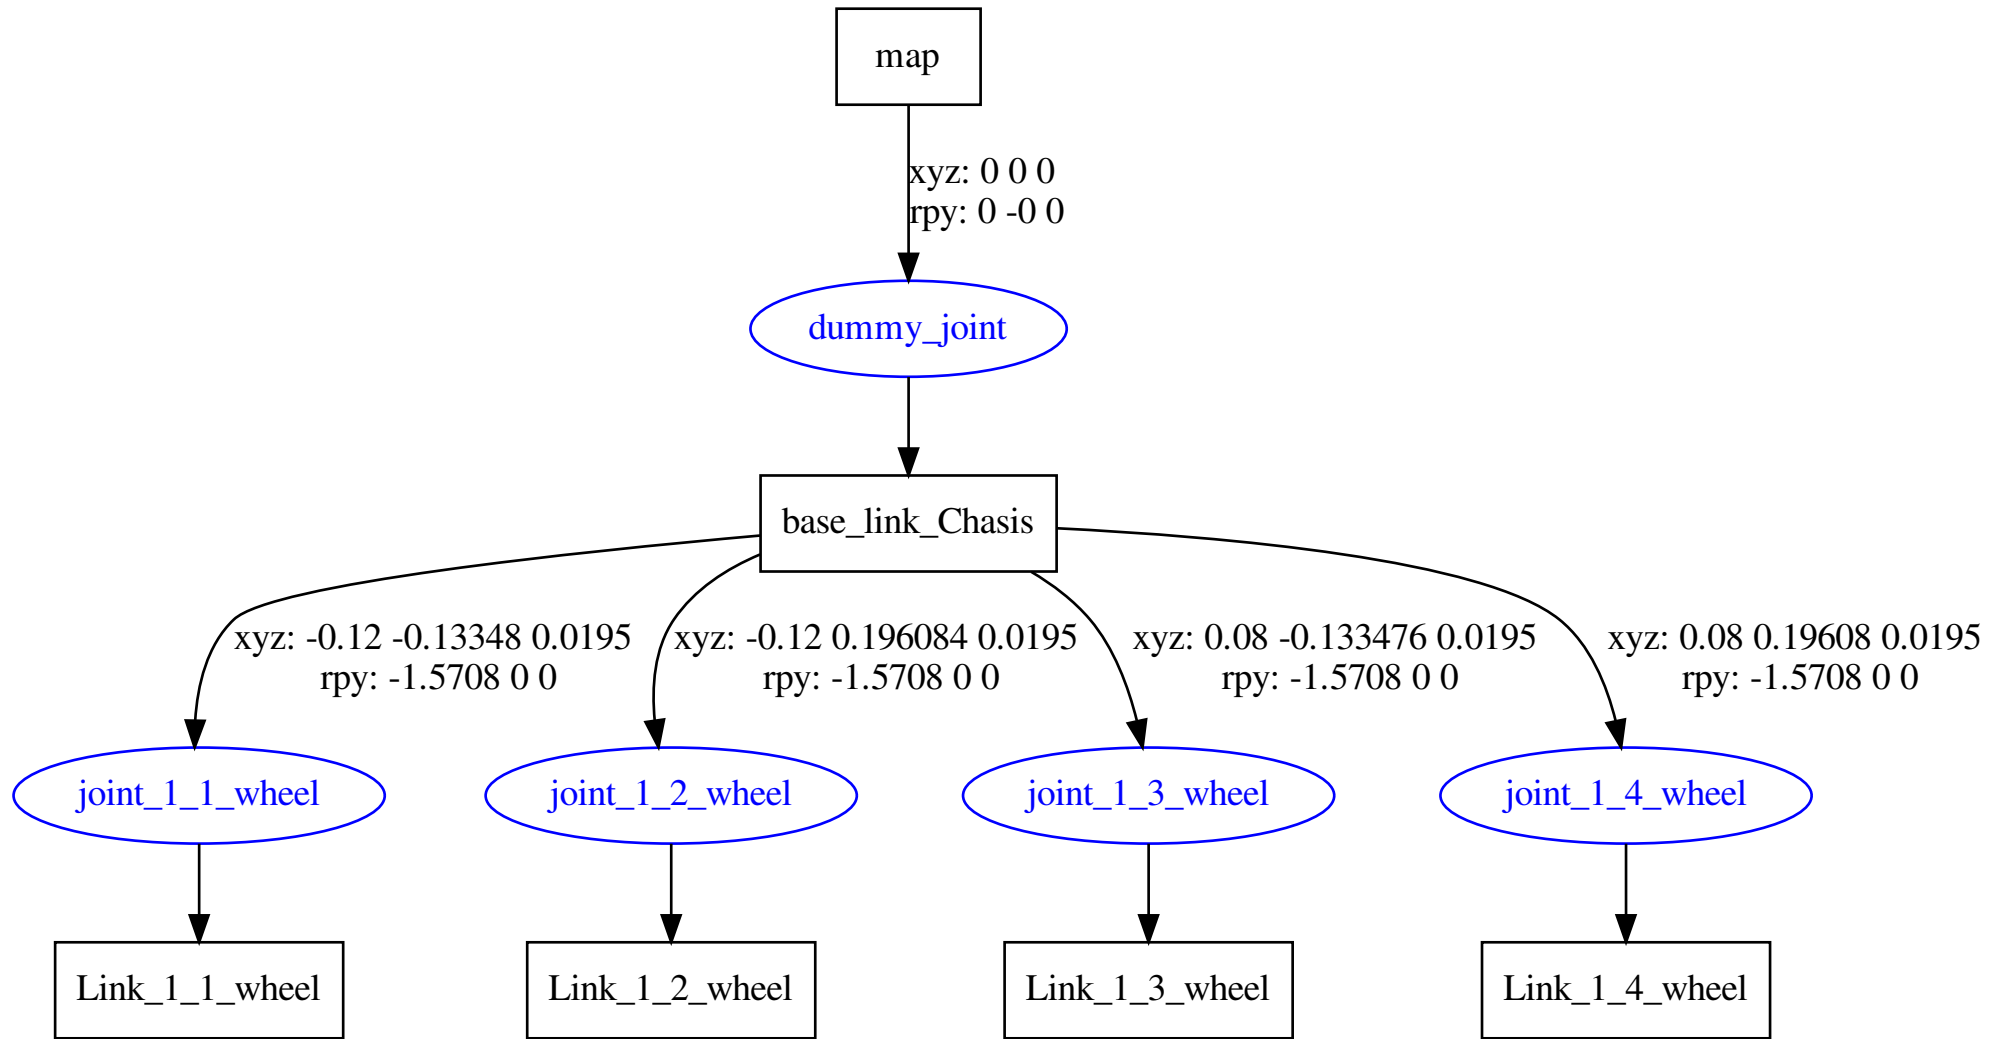 map
xyz: 0 0 0
rpy: 0 -0 0
dummy_joint
base_link_Chasis
xyz: -0.12 -0.13348 0.0195
rpy: -1.5708 0 0
xyz: -0.12 0.196084 0.0195
rpy: -1.5708 0 0
xyz: 0.08 -0.133476 0.0195
rpy: -1.5708 0 0
xyz: 0.08 0.19608 0.0195
rpy: -1.5708 0 0
joint_1_1_wheel
joint_1_2_wheel
joint_1_3_wheel
joint_1_4_wheel
Link_1_1_wheel
Link_1_2_wheel
Link_1_3_wheel
Link_1_4_wheel